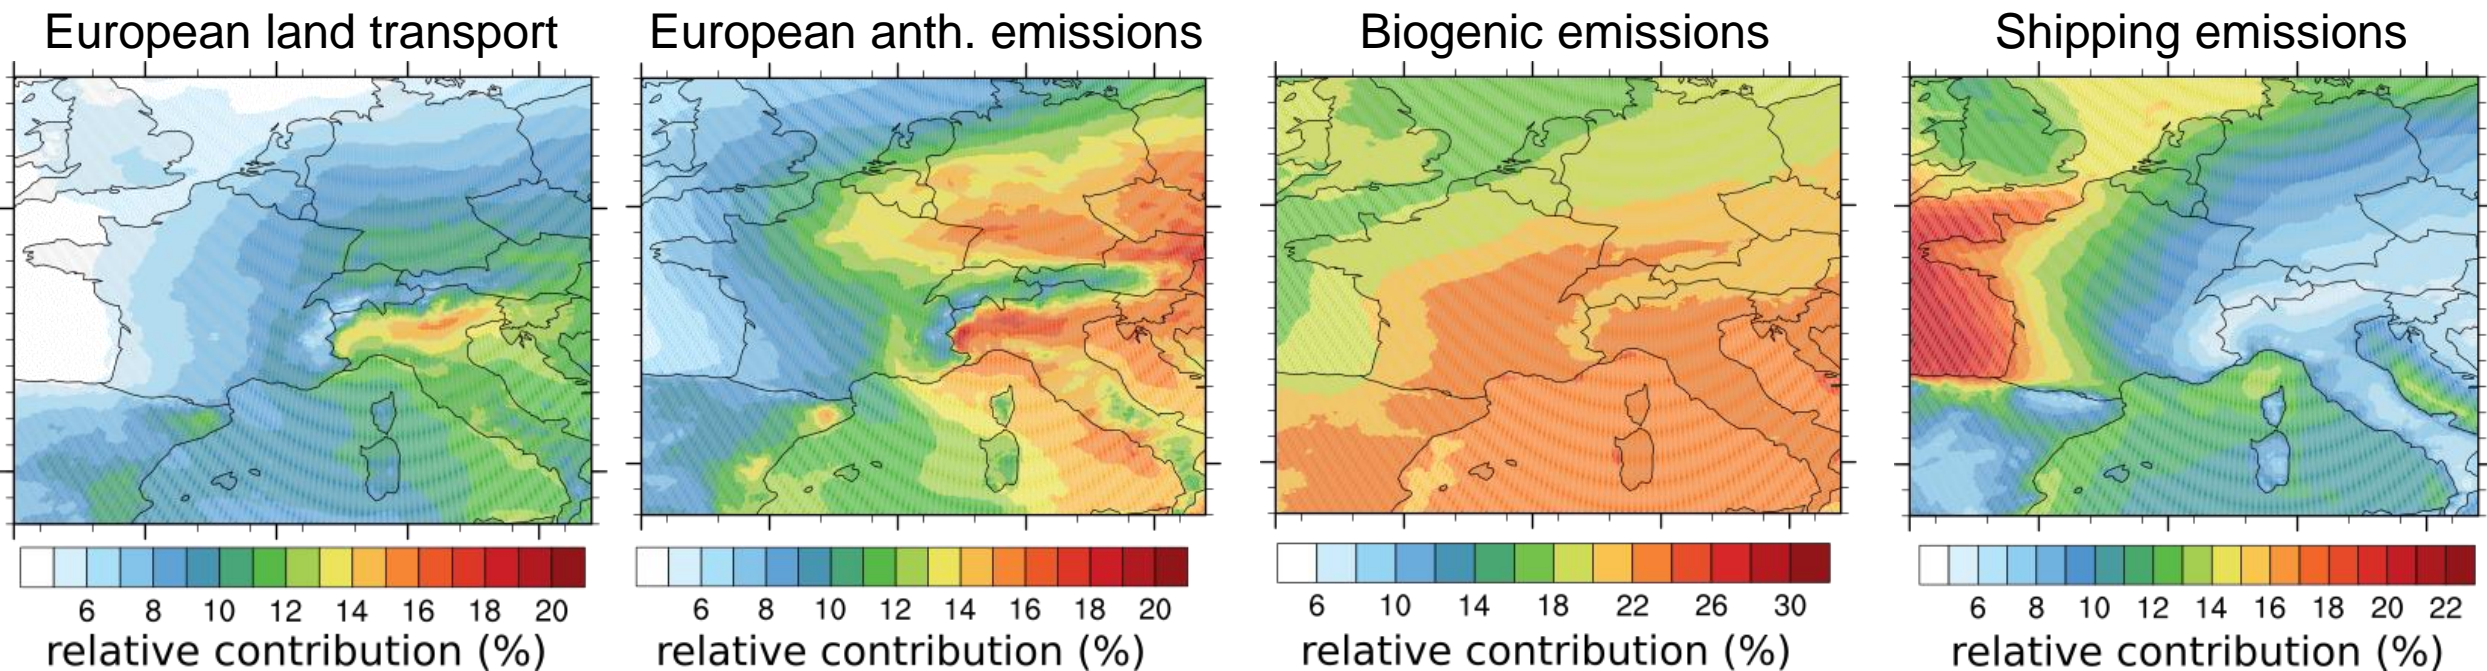 European land transport
European anth. emissions
Biogenic emissions
Shipping emissions
6 8 10 12 14 16 18 20
6 8 10 12 14 16 18 20
6 10 14 18 22 26 30
6 8 10 12 14 16 18 20 22
relative contribution (%)
relative contribution (%)
relative contribution (%)
relative contribution (%)